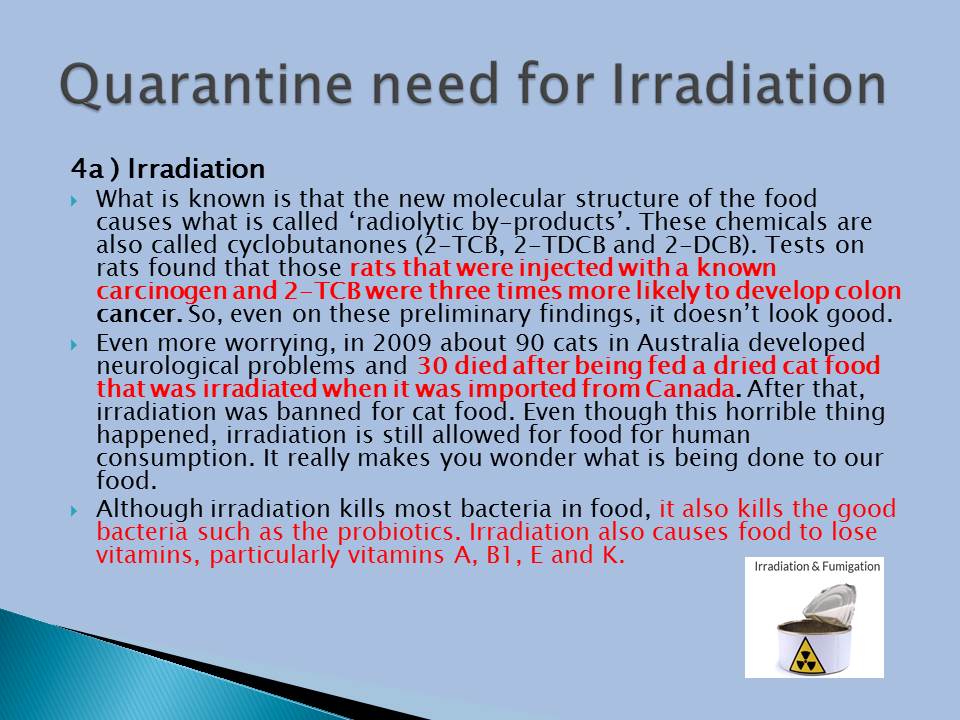 Quarantine need for Irradiation
4a ) Irradiation
What is known is that the new molecular structure of the food
causes what is called ‘radiolytic by-products’. These chemicals are
also called cyclobutanones (2-TCB, 2-TDCB and 2-DCB). Tests on
rats found that those rats that were injected with a known
carcinogen and 2-TCB were three times more likely to develop colon
cancer. So, even on these preliminary findings, it doesn’t look good.
Even more worrying, in 2009 about 90 cats in Australia developed
neurological problems and 30 died after being fed a dried cat food
that was irradiated when it was imported from Canada. After that,
irradiation was banned for cat food. Even though this horrible thing
happened, irradiation is still allowed for food for human
consumption. It really makes you wonder what is being done to our
food.
Although irradiation kills most bacteria in food, it also kills the good
bacteria such as the probiotics. Irradiation also causes food to lose
vitamins, particularly vitamins A, B1, E and K.
Irradiation & Fumigation